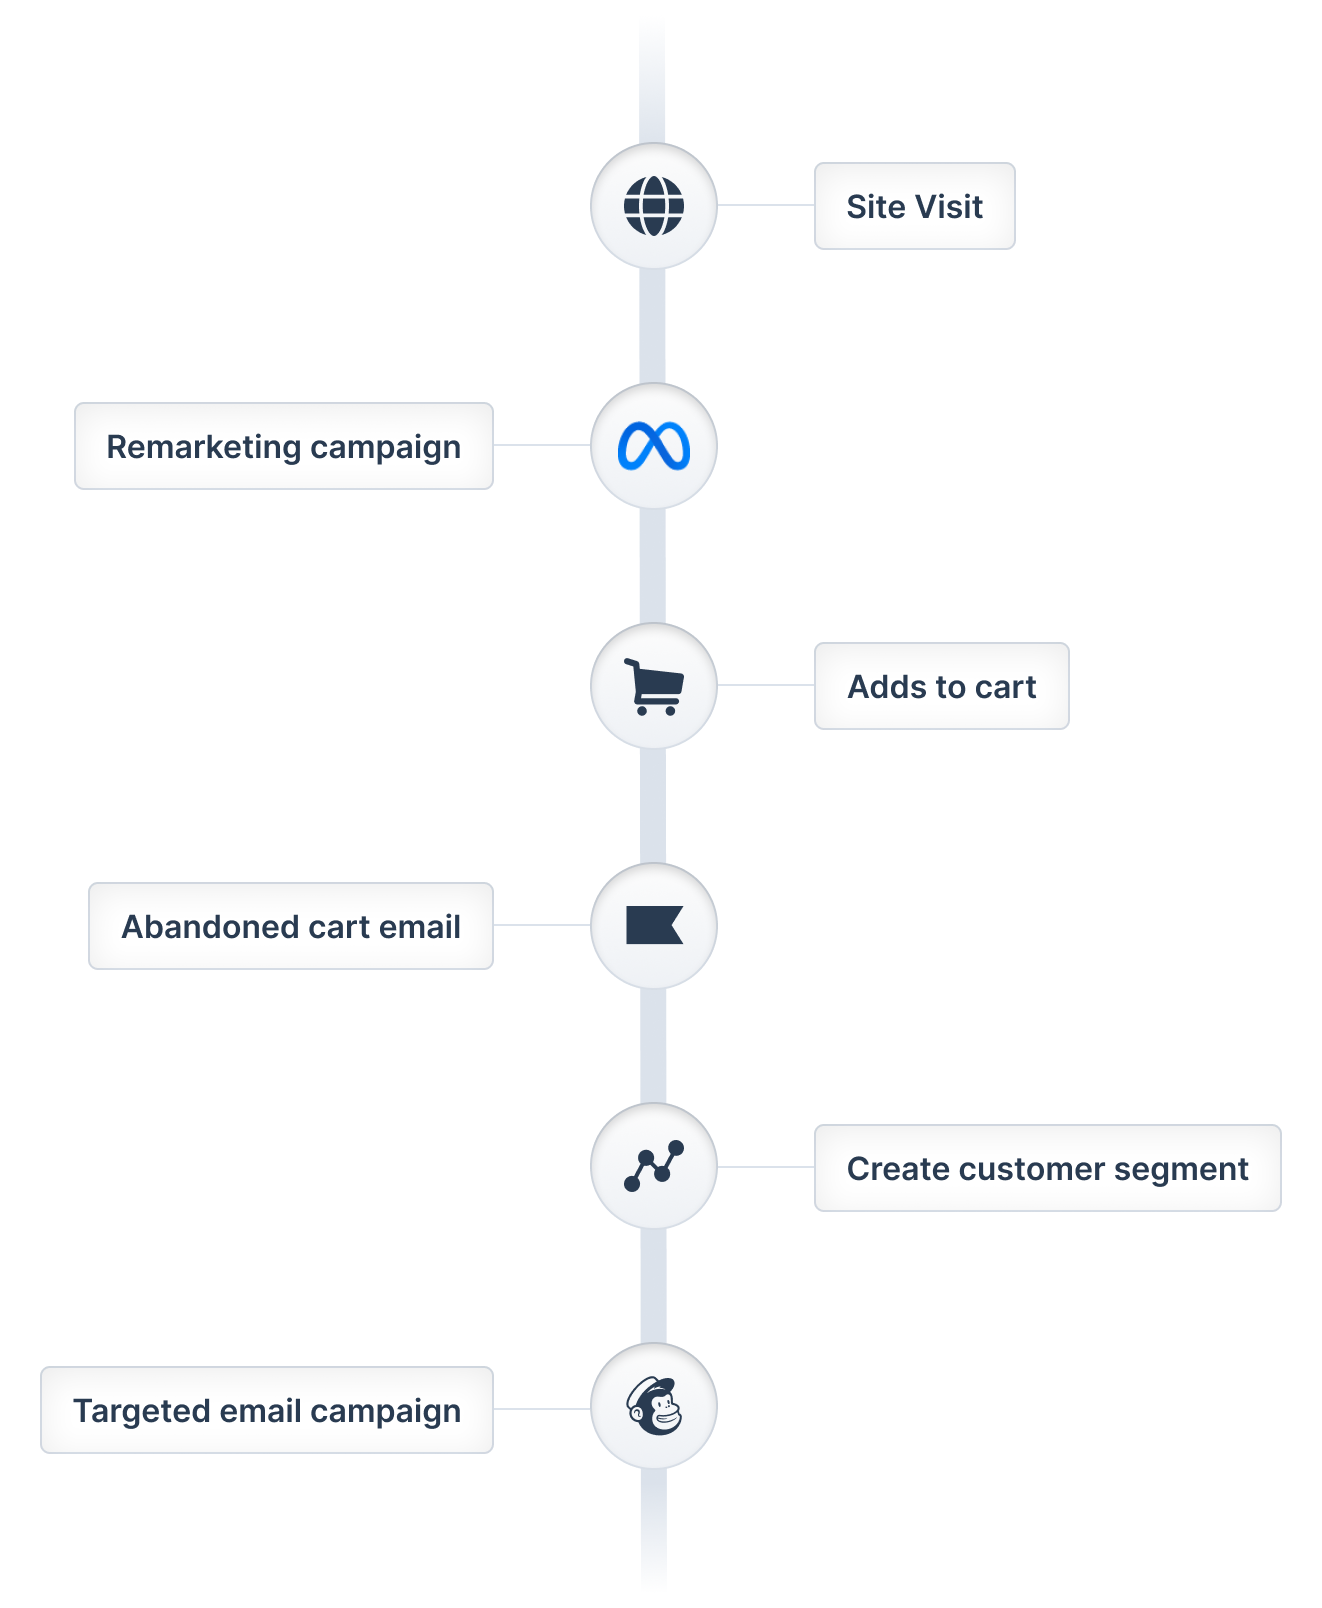 Site Visit
Remarketing campaign
Adds to cart
Abandoned cart email
Create customer segment
Targeted email campaign